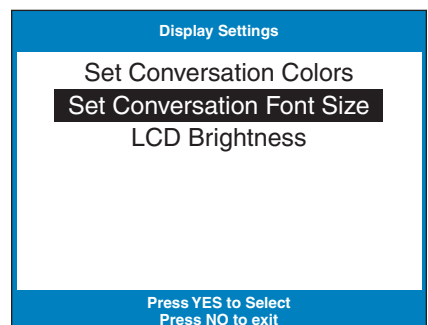 Display Settings
Set Conversation Colors
Set Conversation Font Size
LCD Brightness
Press YES to Select
Press NO to exit